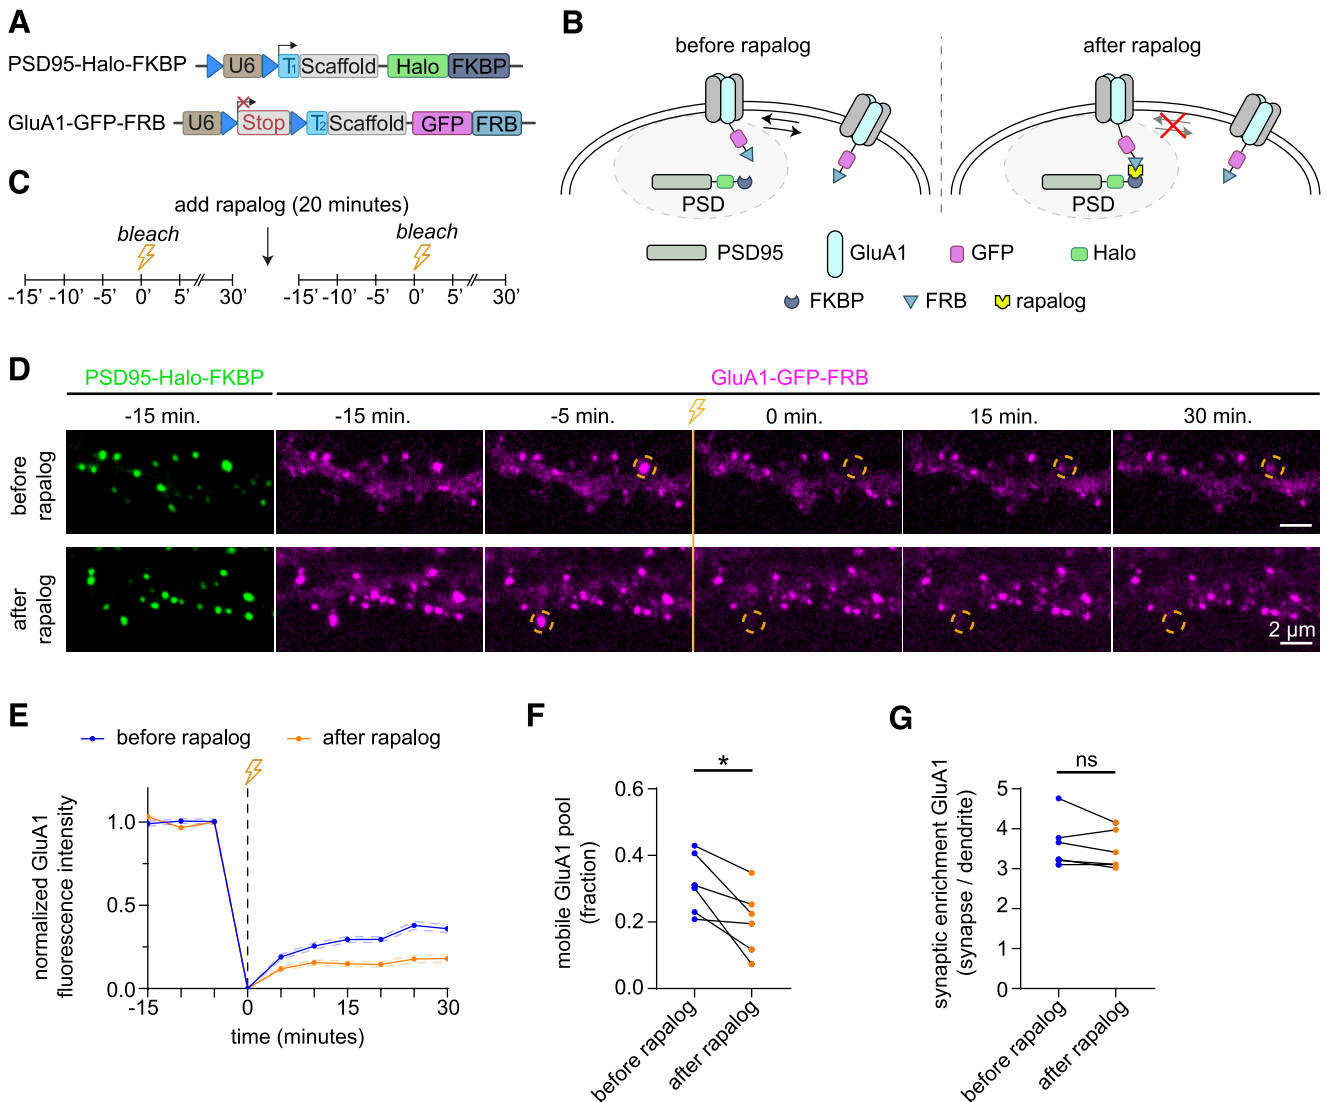 A
PSD95-Halo-FKBP
U6
T1
Scaffold
Halo
FKBP
GluA1-GFP-FRB
U6
Stop
T2
Scaffold
GFP
FRB
B
before rapalog
after rapalog
PSD
PSD
PSD95
GluA1
GFP
Halo
FKBP
FRB
rapalog
C
add rapalog (20 minutes)
bleach
bleach
-15' -10' -5' 0' 5' 30'
-15' -10' -5' 0' 5' 30'
D
PSD95-Halo-FKBP
GluA1-GFP-FRB
-15 min.
-15 min.
-5 min.
0 min.
15 min.
30 min.
before
rapalog
after
rapalog
2 µm
E
before rapalog
after rapalog
normalized GluA1
fluorescence intensity
1.0
0.5
0.0
-15 0 15 30
time (minutes)
F
*
mobile GluA1 pool
(fraction)
0.6
0.4
0.2
0.0
before rapalog
after rapalog
G
ns
synaptic enrichment GluA1
(synapse / dendrite)
5
4
3
2
1
0
before rapalog
after rapalog